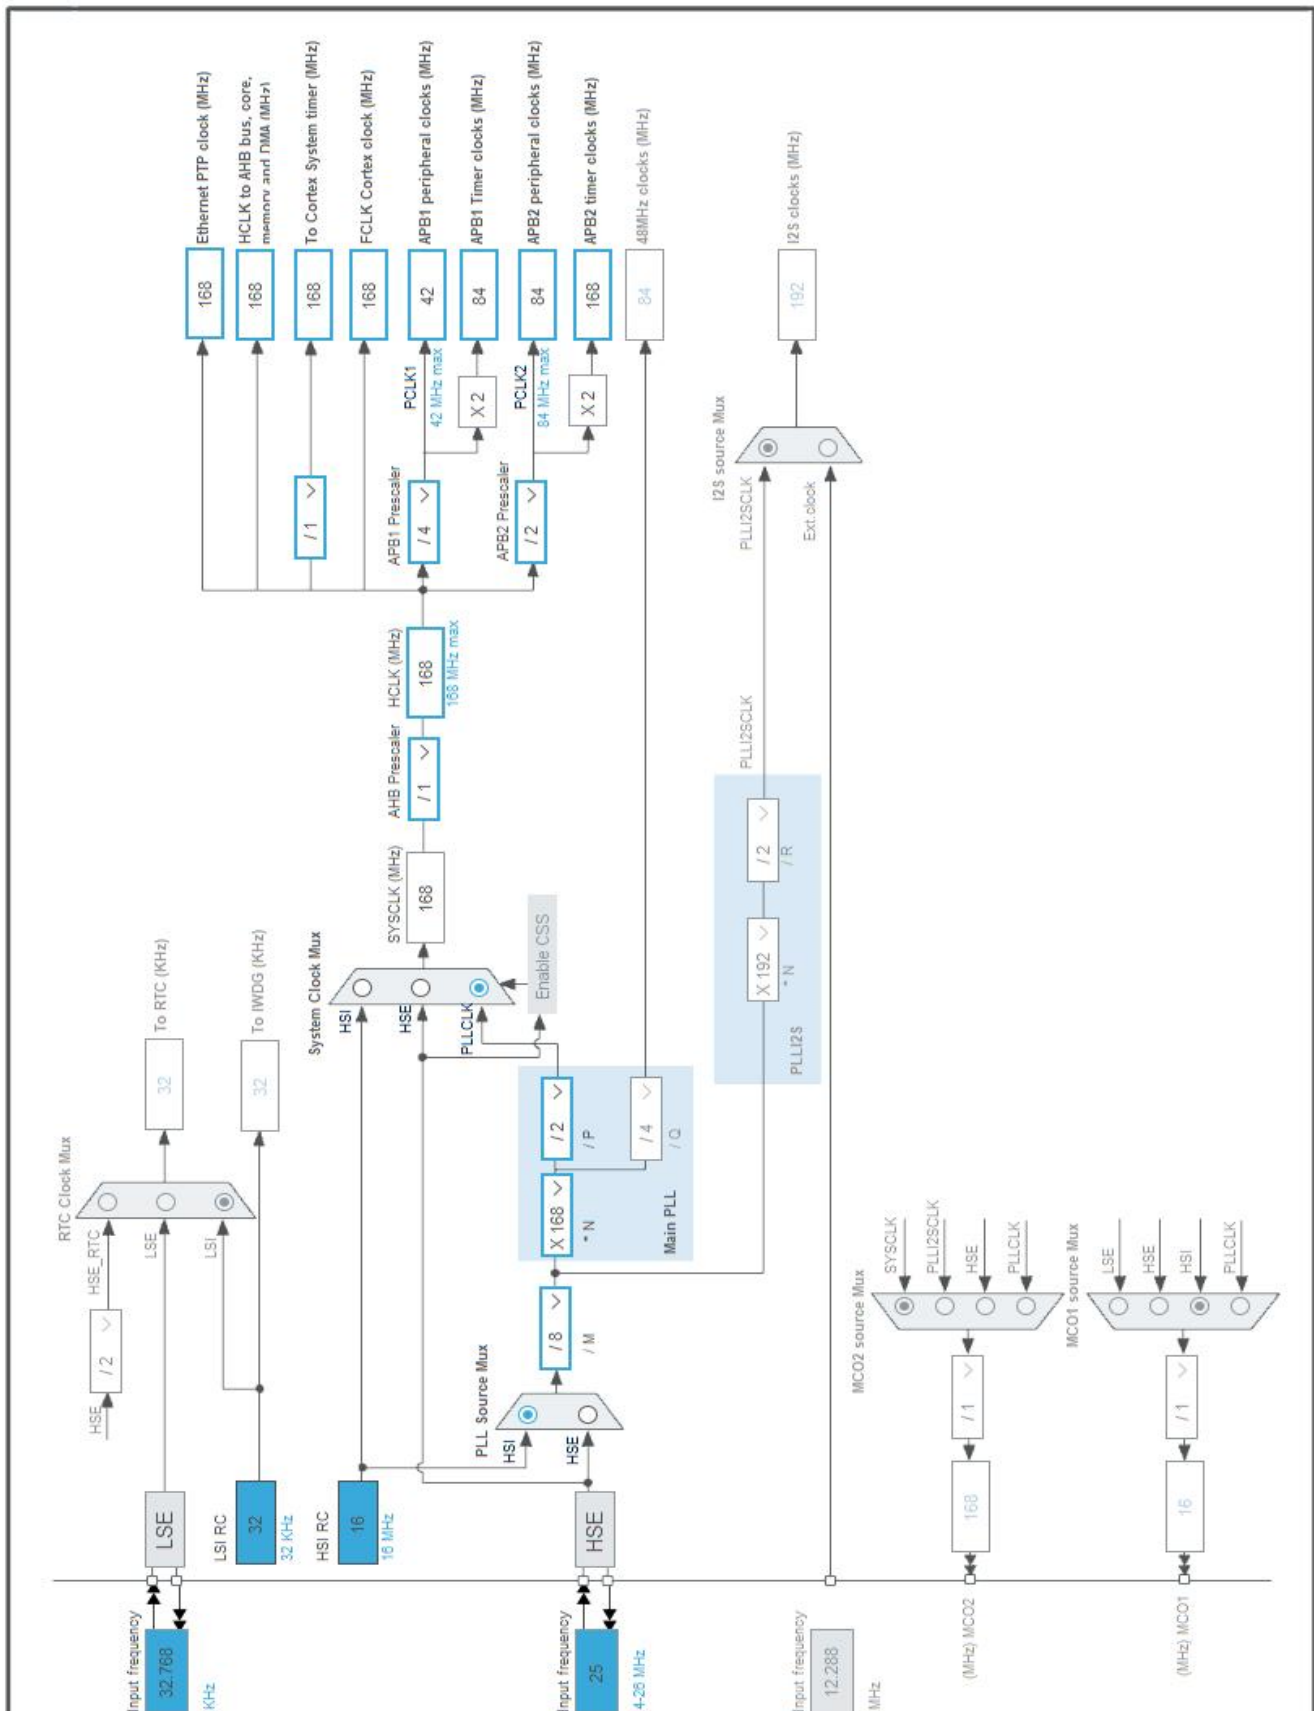 Input frequency
32.768
KHz
LSE
HSE
/ 2
HSE_RTC
LSE
LSI
RTC Clock Mux
32
To RTC (KHz)
LSI RC
32
32 KHz
32
To IWDG (KHz)
HSI RC
16
16 MHz
System Clock Mux
HSI
HSE
PLLCLK
SYSCLK (MHz)
168
AHB Prescaler
/ 1
HCLK (MHz)
168
168 MHz max
Enable CSS
/ 1
APB1 Prescaler
/ 4
PCLK1
42 MHz max
X 2
APB2 Prescaler
/ 2
PCLK2
84 MHz max
X 2
168
Ethernet PTP clock (MHz)
168
HCLK to AHB bus, core,
memory and DMA (MHz)
168
To Cortex System timer (MHz)
168
FCLK Cortex clock (MHz)
42
APB1 peripheral clocks (MHz)
84
APB1 Timer clocks (MHz)
84
APB2 peripheral clocks (MHz)
168
APB2 timer clocks (MHz)
84
48MHz clocks (MHz)
Input frequency
25
4-26 MHz
HSE
PLL Source Mux
HSI
HSE
/ 8
/ M
X 168
* N
/ 2
/ P
/ 4
/ Q
Main PLL
X 192
* N
/ 2
/ R
PLLI2S
PLLI2SCLK
I2S source Mux
PLLI2SCLK
Ext.clock
192
I2S clocks (MHz)
Input frequency
12.288
MHz
(MHz) MCO2
168
/ 1
MCO2 source Mux
SYSCLK
PLLI2SCLK
HSE
PLLCLK
(MHz) MCO1
16
/ 1
MCO1 source Mux
LSE
HSE
HSI
PLLCLK